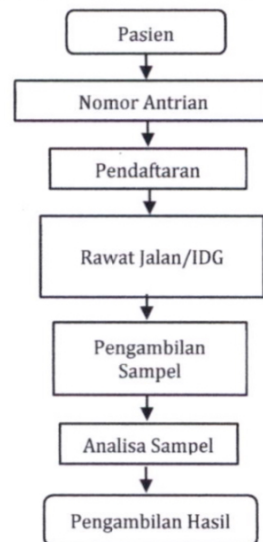 Pasien
Nomor Antrian
Pendaftaran
Rawat Jalan/IDG
Pengambilan
Sampel
Analisa Sampel
Pengambilan Hasil